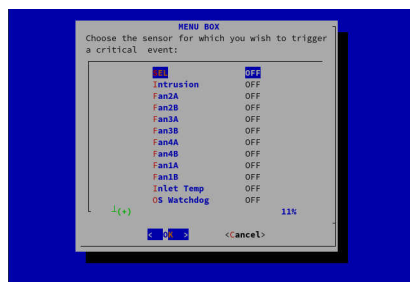 MENU BOX
Choose the sensor for which you wish to trigger
a critical event:
SEL OFF
Intrusion OFF
Fan2A OFF
Fan2B OFF
Fan3A OFF
Fan3B OFF
Fan4A OFF
Fan4B OFF
Fan1A OFF
Fan1B OFF
Inlet Temp OFF
OS Watchdog OFF
┴(+) 11%
< OK > <Cancel>